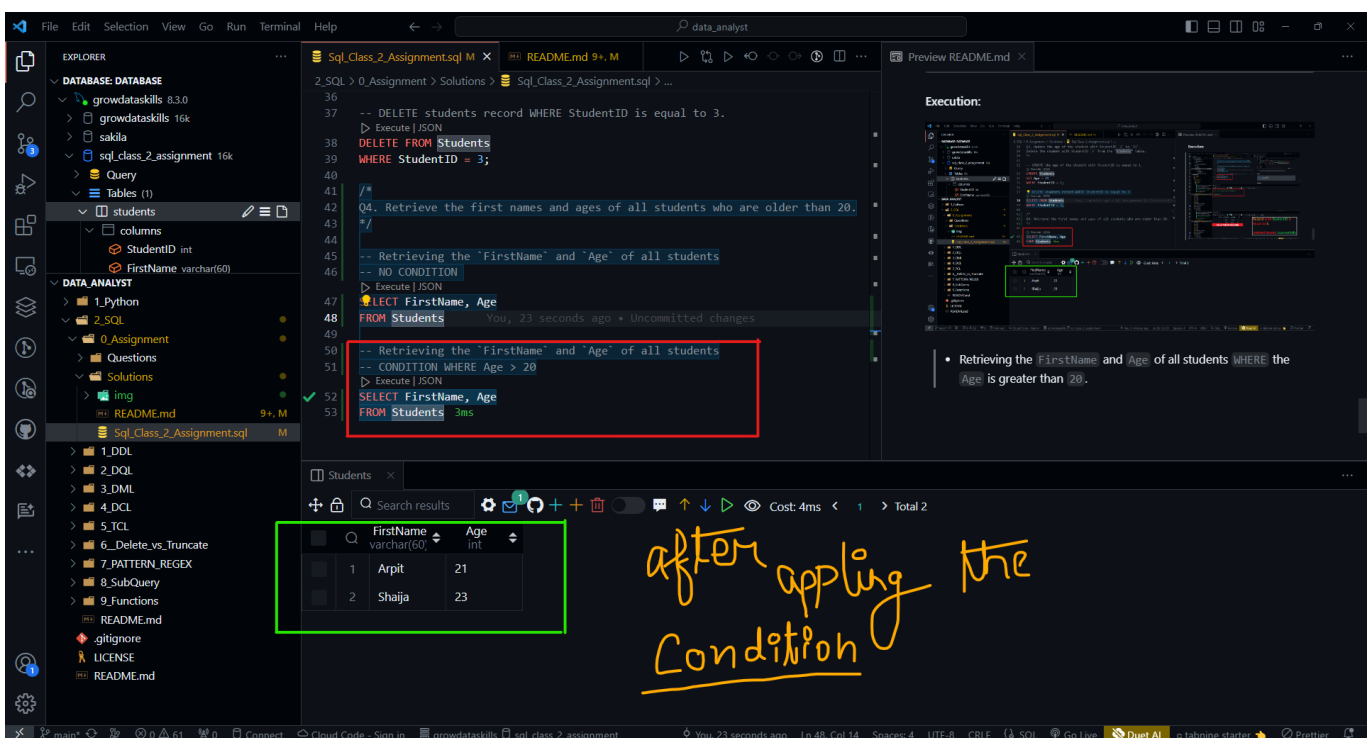 File Edit Selection View Go Run Terminal Help
data_analyst
EXPLORER
DATABASE: DATABASE
growdataskills 8.3.0
growdataskills 16k
sakila
sql_class_2_assignment 16k
Query
Tables (1)
students
columns
StudentID int
FirstName varchar(60)
DATA_ANALYST
1_Python
2_SQL
0_Assignment
Questions
Solutions
img
README.md 9+, M
Sql_Class_2_Assignment.sql M
1_DDL
2_DQL
3_DML
4_DCL
5_TCL
6__Delete_vs_Truncate
7_PATTERN_REGEX
8_SubQuery
9_Functions
README.md
.gitignore
LICENSE
README.md
Sql_Class_2_Assignment.sql M
README.md 9+, M
2_SQL > 0_Assignment > Solutions > Sql_Class_2_Assignment.sql > ...
36
37 -- DELETE students record WHERE StudentID is equal to 3.
Execute | JSON
38 DELETE FROM Students
39 WHERE StudentID = 3;
40
41 /*
42 Q4. Retrieve the first names and ages of all students who are older than 20.
43 */
44
45 -- Retrieving the `FirstName` and `Age` of all students
46 -- NO CONDITION
Execute | JSON
47 SELECT FirstName, Age
48 FROM Students You, 23 seconds ago • Uncommitted changes
49
50 -- Retrieving the `FirstName` and `Age` of all students
51 -- CONDITION WHERE Age > 20
Execute | JSON
52 SELECT FirstName, Age
53 FROM Students 3ms
Preview README.md
Execution:
• Retrieving the FirstName and Age of all students WHERE the
Age is greater than 20.
Students
Search results
1
Cost: 4ms < 1 > Total 2
FirstName varchar(60) Age int
1 Arpit 21
2 Shaija 23
after appling the
Condition
main* 0 61 0 Connect Cloud Code - Sign in growdataskills sql_class_2_assignment You, 23 seconds ago Ln 48, Col 14 Spaces: 4 UTF-8 CRLF SQL Go Live Duet AI tabnine starter Prettier